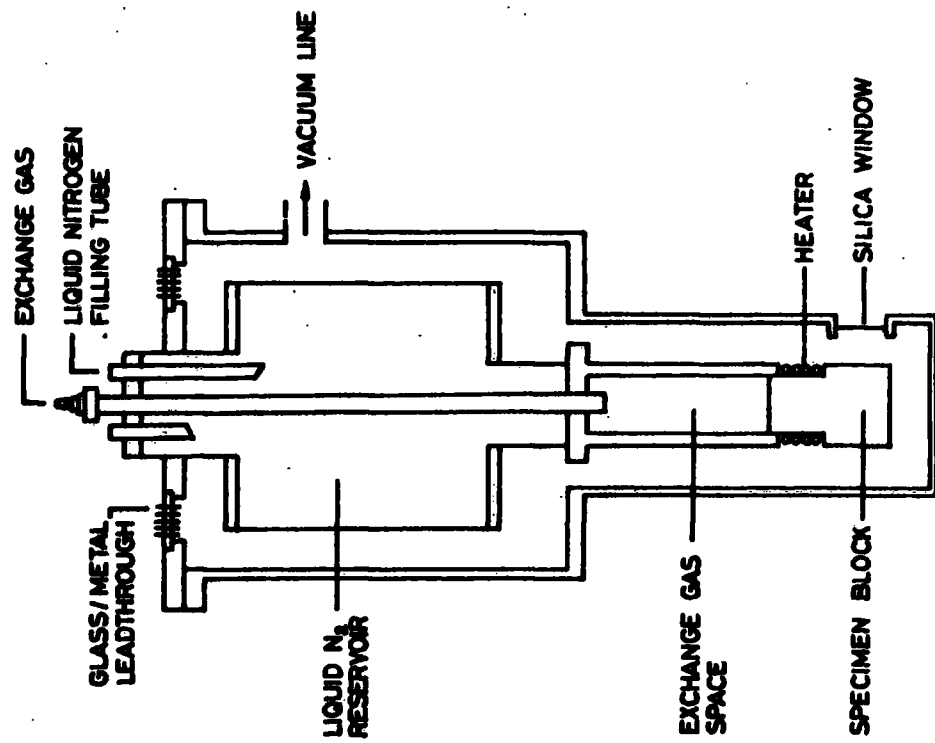 EXCHANGE GAS
LIQUID NITROGEN
FILLING TUBE
GLASS/METAL
LEADTHROUGH
VACUUM LINE
LIQUID N2
RESERVOIR
EXCHANGE GAS
SPACE
HEATER
SPECIMEN BLOCK
SILICA WINDOW